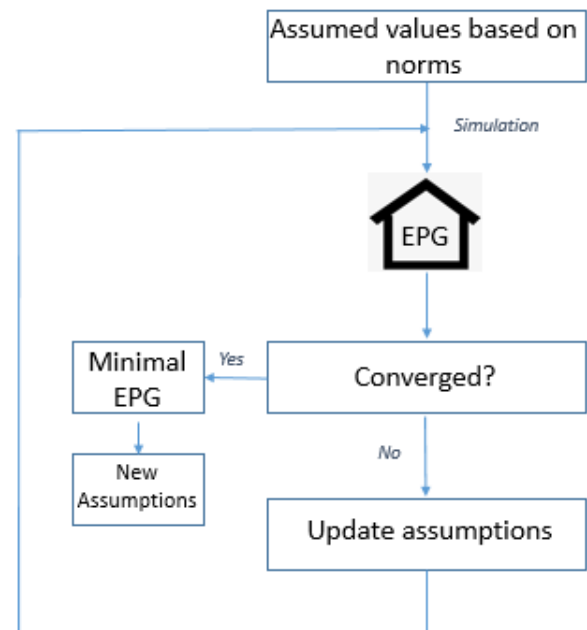 Assumed values based on
norms
Simulation
EPG
Converged?
Yes
Minimal
EPG
New
Assumptions
No
Update assumptions